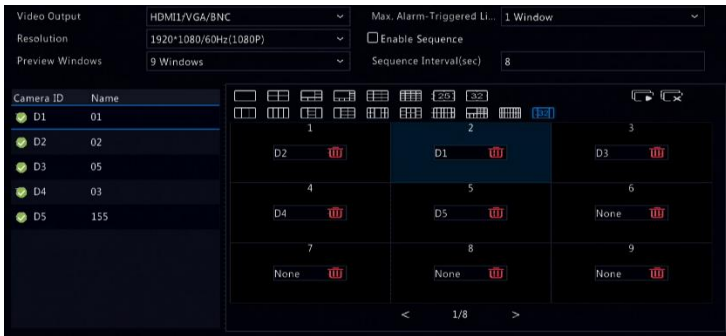 Video Output HDMI1/VGA/BNC Max. Alarm-Triggered Li... 1 Window
Resolution 1920*1080/60Hz(1080P) Enable Sequence
Preview Windows 9 Windows Sequence Interval(sec) 8
Camera ID Name
D1 01
D2 02
D3 05
D4 03
D5 155
25 32
32
1 2 3
D2 D1 D3
4 5 6
D4 D5 None
7 8 9
None None None
< 1/8 >